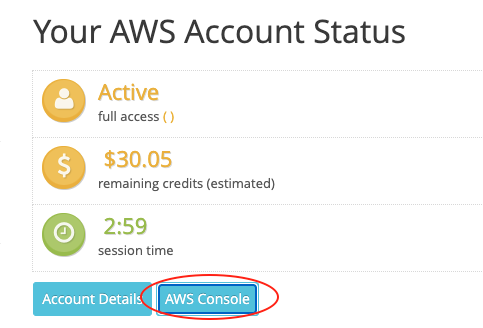 Your AWS Account Status
Active
full access ( )
$
$30.05
remaining credits (estimated)
2:59
session time
Account Details
AWS Console